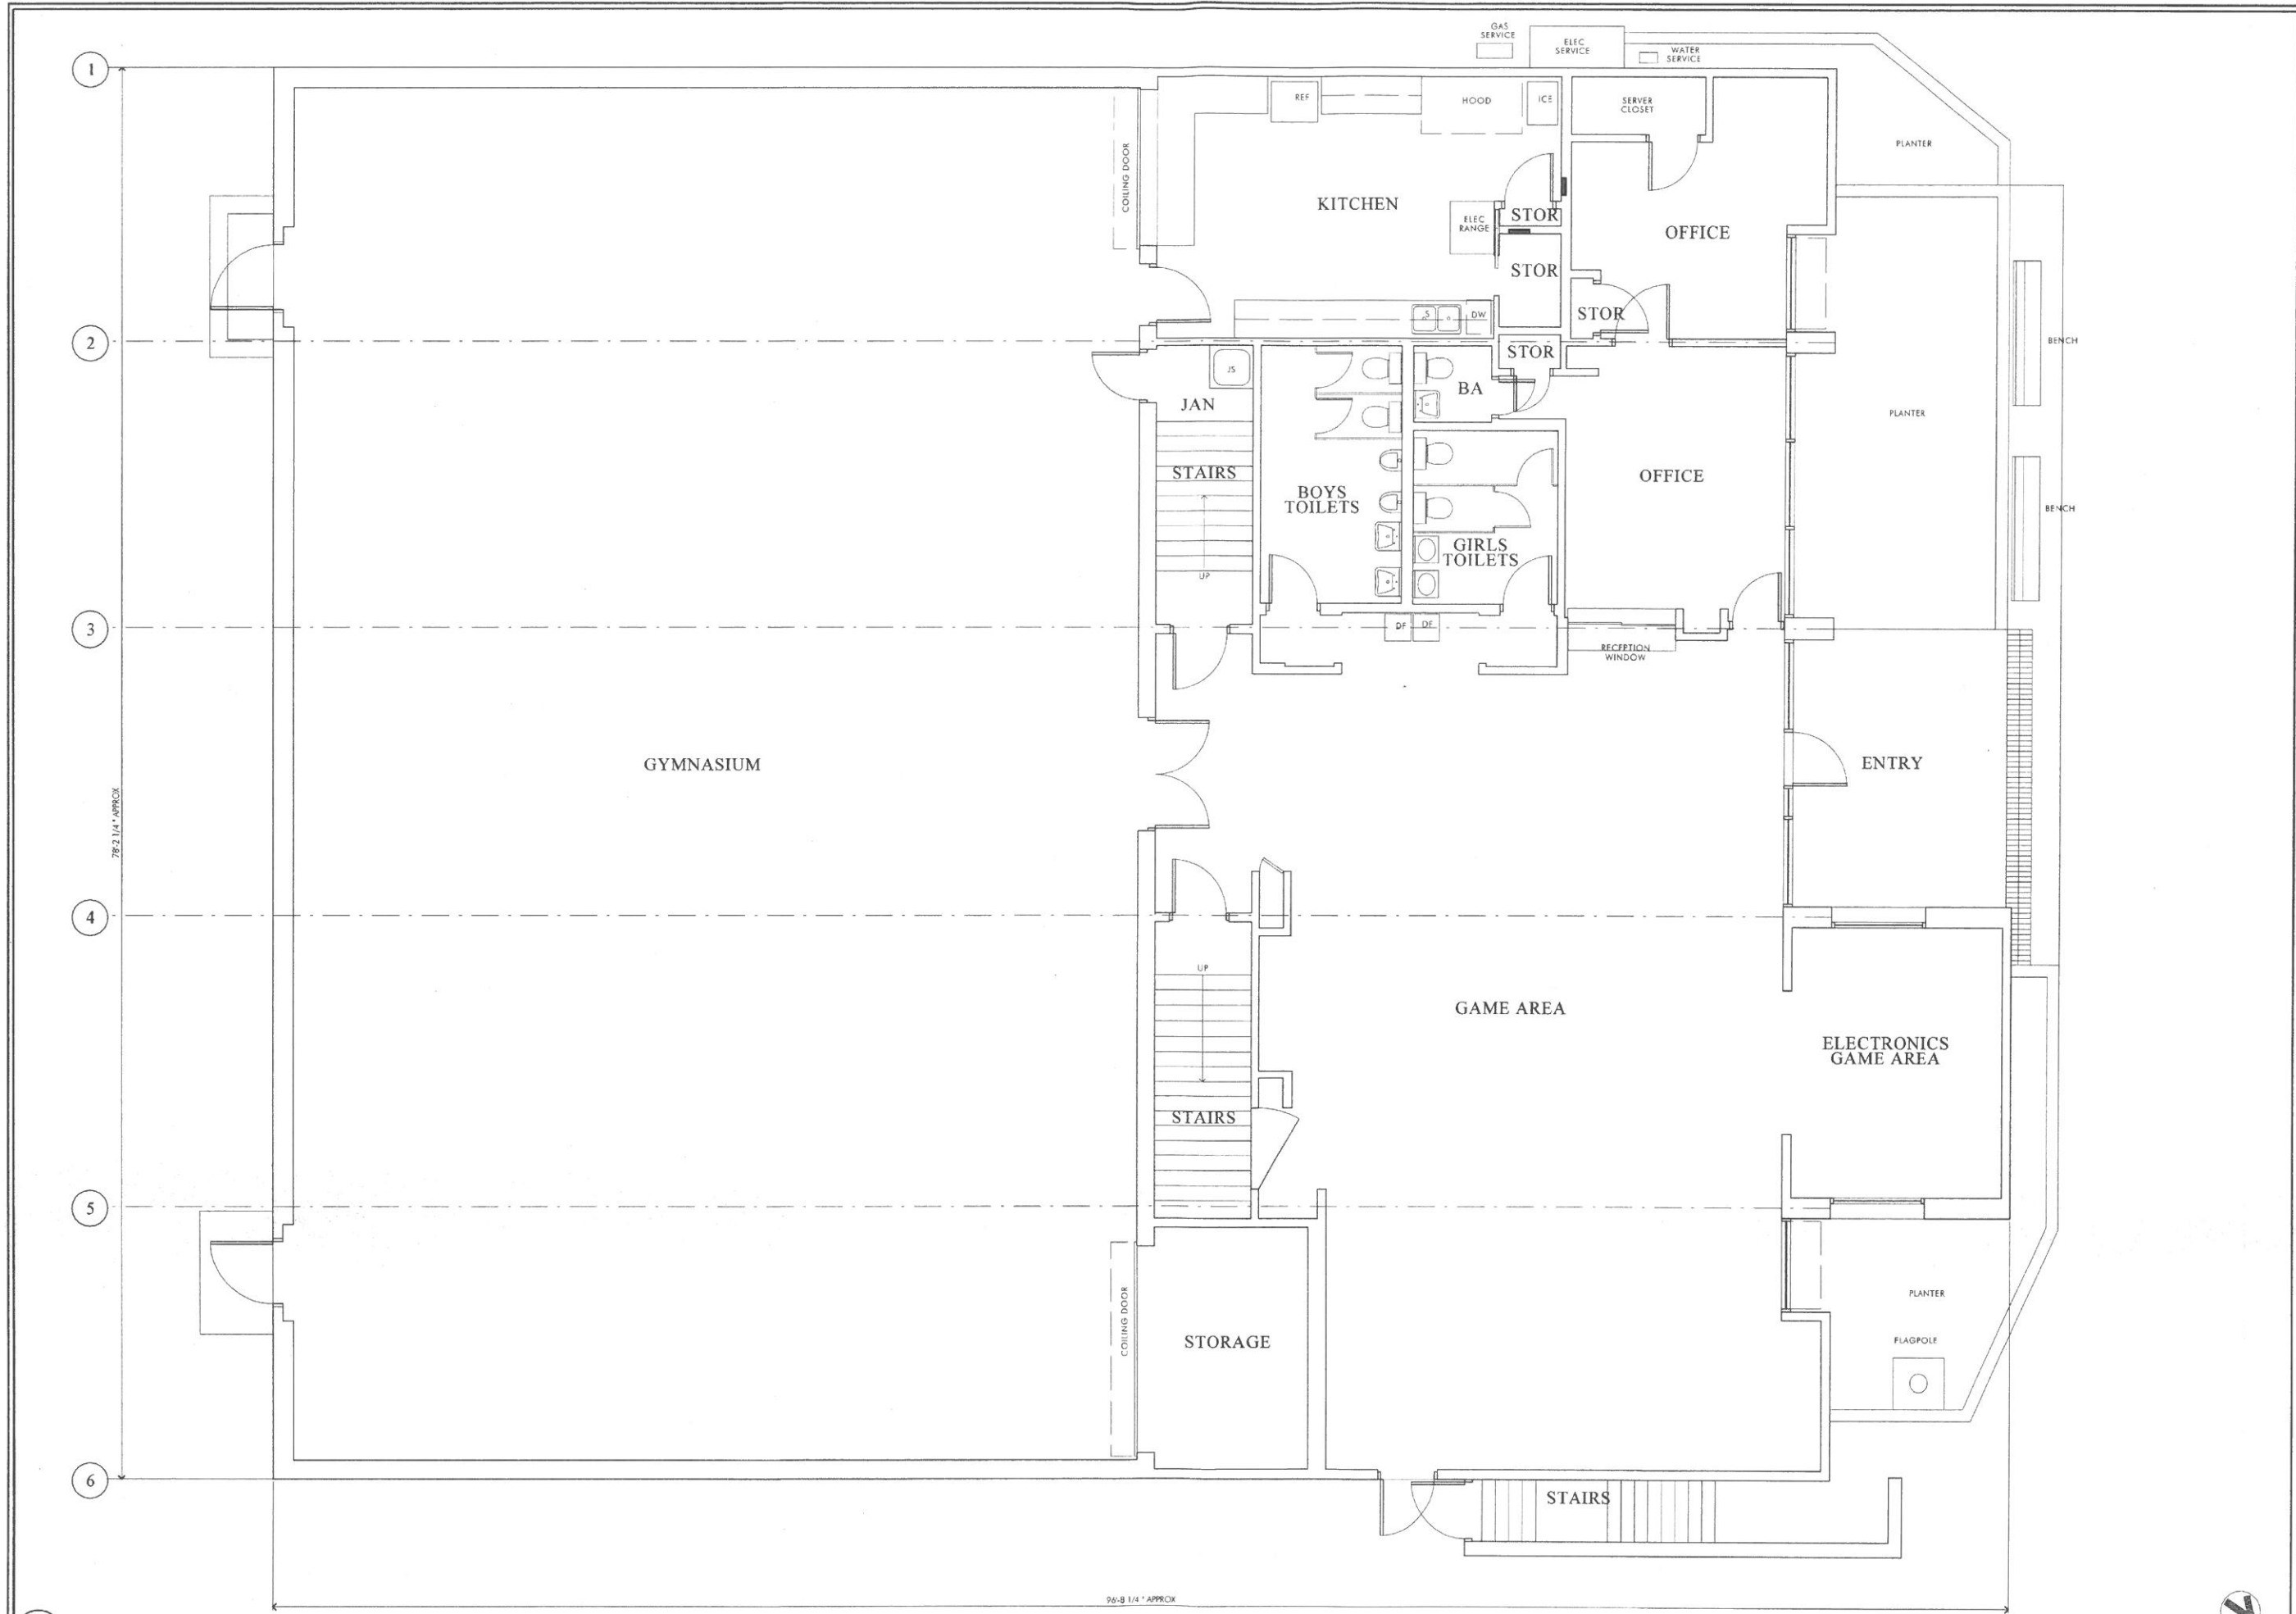 GAS
SERVICE
ELEC
SERVICE
WATER
SERVICE
1
REF
HOOD
ICE
SERVER
CLOSET
PLANTER
COILING DOOR
KITCHEN
ELEC
RANGE
STOR
OFFICE
STOR
STOR
S
DW
2
STOR
BENCH
JS
BA
JAN
PLANTER
STAIRS
OFFICE
BOYS
TOILETS
BENCH
GIRLS
TOILETS
UP
3
DF
DF
RECEPTION
WINDOW
GYMNASIUM
ENTRY
78'-2 1/4" APPROX
4
UP
GAME AREA
ELECTRONICS
GAME AREA
STAIRS
5
COILING DOOR
PLANTER
STORAGE
FLAGPOLE
6
STAIRS
96'-8 1/4" APPROX